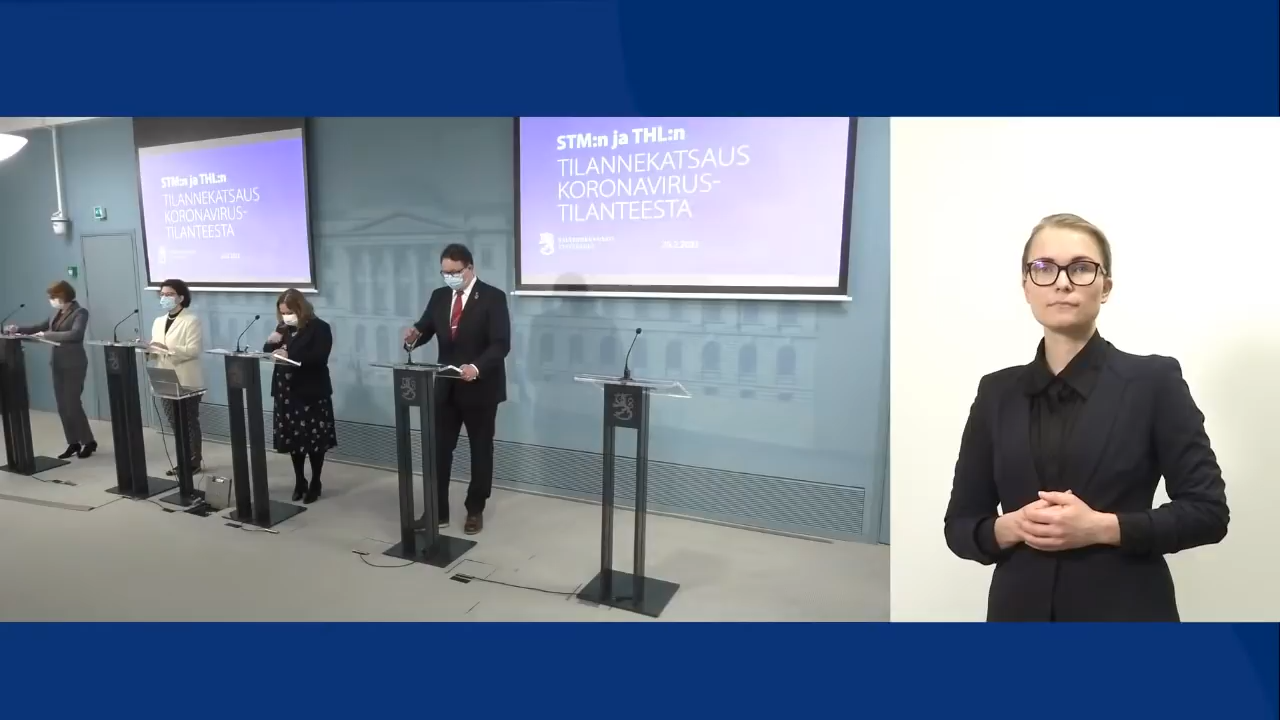 STM:n ja THL:n
TILANNEKATSAUS
KORONAVIRUS-
TILANTEESTA
STM:n ja THL:n
TILANNEKATSAUS
KORONAVIRUS-
TILANTEESTA